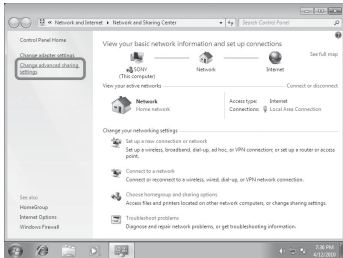 « Network and Internet ▸ Network and Sharing Center
Search Control Panel
Control Panel Home
Change adapter settings
Change advanced sharing
settings
View your basic network information and set up connections
See full map
SONY
(This computer)
Network
Internet
View your active networks
Connect or disconnect
Network
Home network
Access type: Internet
Connections: Local Area Connection
Change your networking settings
Set up a new connection or network
Set up a wireless, broadband, dial-up, ad hoc, or VPN connection; or set up a router or access
point.
Connect to a network
Connect or reconnect to a wireless, wired, dial-up, or VPN network connection.
Choose homegroup and sharing options
Access files and printers located on other network computers, or change sharing settings.
Troubleshoot problems
Diagnose and repair network problems, or get troubleshooting information.
See also
HomeGroup
Internet Options
Windows Firewall
7:36 PM
4/12/2010